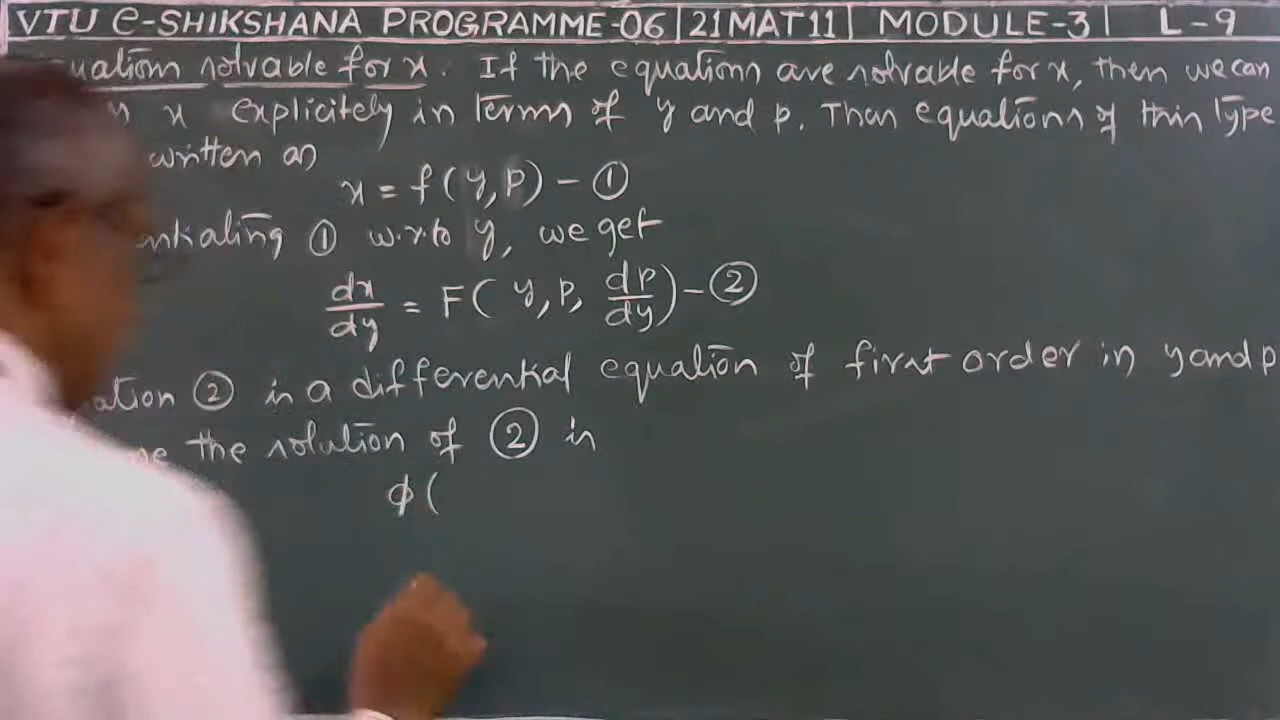 VTU e-SHIKSHANA PROGRAMME-06 | 21MAT11 | MODULE-3 | L-9
solvable for x. If the equations are solvable for x, then we can
x explicitely in terms of y and p. Then equations of this type
written as
x = f(y, p) - ①
① w.r.to y, we get
dx/dy = F(y, p, dp/dy) - ②
② is a differential equation of first order in y and p
the solution of ② is
ϕ(